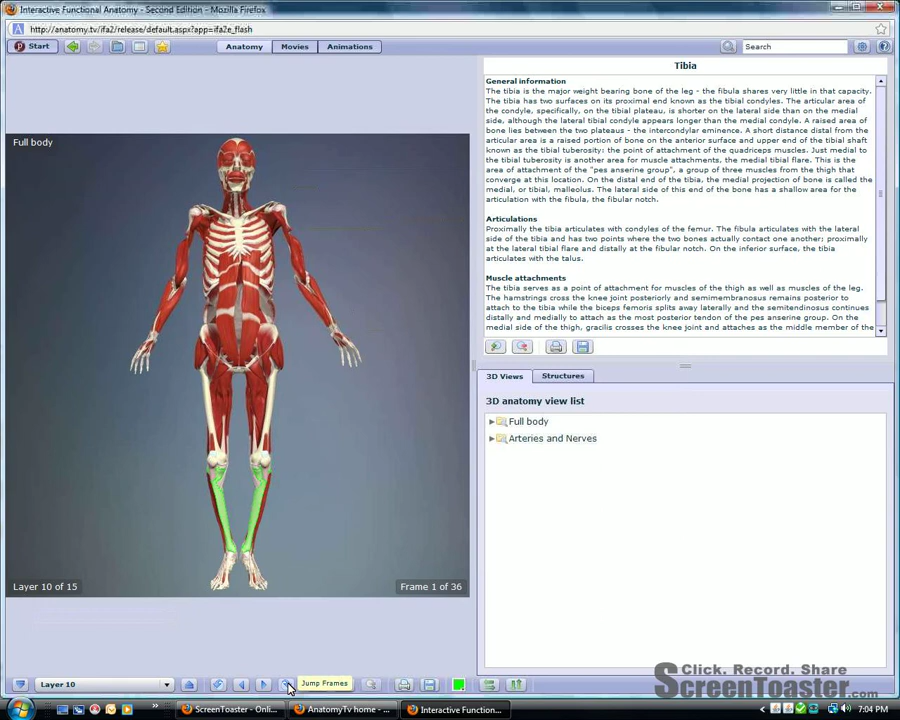 Interactive Functional Anatomy - Second Edition - Mozilla Firefox
http://anatomy.tv/ifa2/release/default.aspx?app=ifa2e_flash
Start
Anatomy
Movies
Animations
Search
Full body
Tibia
General information
The tibia is the major weight bearing bone of the leg - the fibula shares very little in that capacity.
The tibia has two surfaces on its proximal end known as the tibial condyles. The articular area of
the condyle, specifically, on the tibial plateau, is shorter on the lateral side than on the medial
side, although the lateral tibial condyle appears longer than the medial condyle. A raised area of
bone lies between the two plateaus - the intercondylar eminence. A short distance distal from the
articular area is a raised portion of bone on the anterior surface and upper end of the tibial shaft
known as the tibial tuberosity: the point of attachment of the quadriceps muscles. Just medial to
the tibial tuberosity is another area for muscle attachments, the medial tibial flare. This is the
area of attachment of the "pes anserine group", a group of three muscles from the thigh that
converge at this location. On the distal end of the tibia, the medial projection of bone is called the
medial, or tibial, malleolus. The lateral side of this end of the bone has a shallow area for the
articulation with the fibula, the fibular notch.
Articulations
Proximally the tibia articulates with condyles of the femur. The fibula articulates with the lateral
side of the tibia and has two points where the two bones actually contact one another; proximally
at the lateral tibial flare and distally at the fibular notch. On the inferior surface, the tibia
articulates with the talus.
Muscle attachments
The tibia serves as a point of attachment for muscles of the thigh as well as muscles of the leg.
The hamstrings cross the knee joint posteriorly and semimembranosus remains posterior to
attach to the tibia while the biceps femoris splits away laterally and the semitendinosus continues
distally and medially to attach as the most posterior tendon of the pes anserine group. On the
medial side of the thigh, gracilis crosses the knee joint and attaches as the middle member of the
3D Views
Structures
3D anatomy view list
Full body
Arteries and Nerves
Layer 10 of 15
Frame 1 of 36
Layer 10
Jump Frames
Click. Record. Share
ScreenToaster.com
ScreenToaster - Onli...
AnatomyTv home - ...
Interactive Function...
7:04 PM